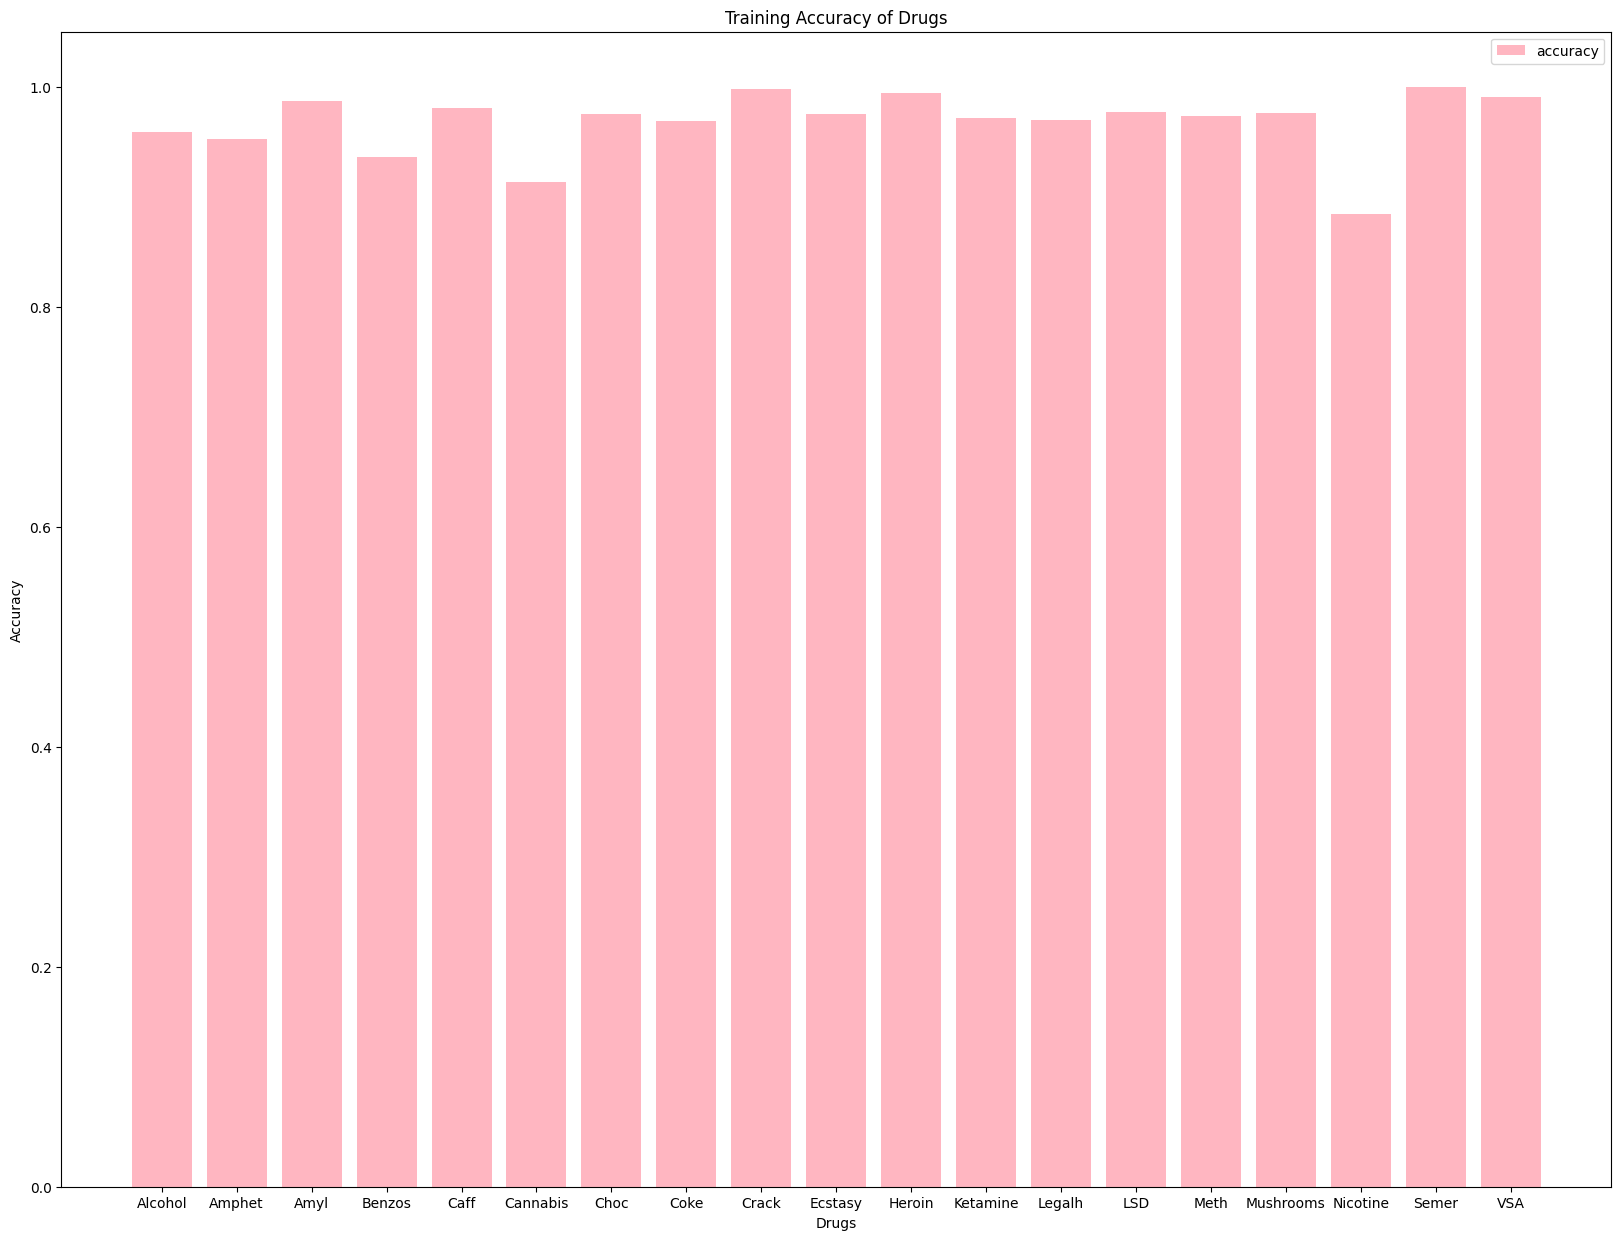 Training Accuracy of Drugs
accuracy
1.0
0.8
0.6
0.4
0.2
0.0
Accuracy
Alcohol Amphet Amyl Benzos Caff Cannabis Choc Coke Crack Ecstasy Heroin Ketamine Legalh LSD Meth Mushrooms Nicotine Semer VSA
Drugs